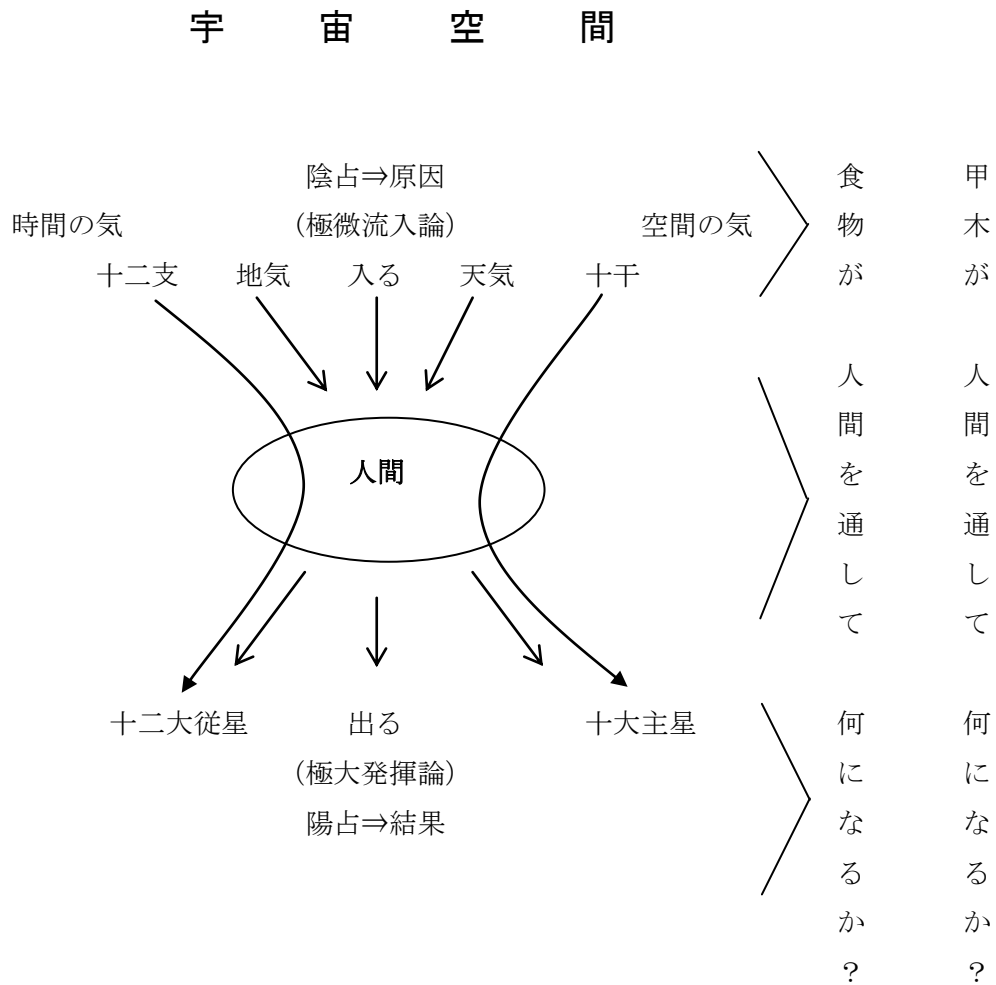 宇宙空間
陰占⇒原因
時間の気 (極微流入論) 空間の気
十二支 地気 入る 天気 十干
人間
十二大従星 出る 十大主星
(極大発揮論)
陽占⇒結果
甲木が
人間を通して
何になるか？
食物が
人間を通して
何になるか？